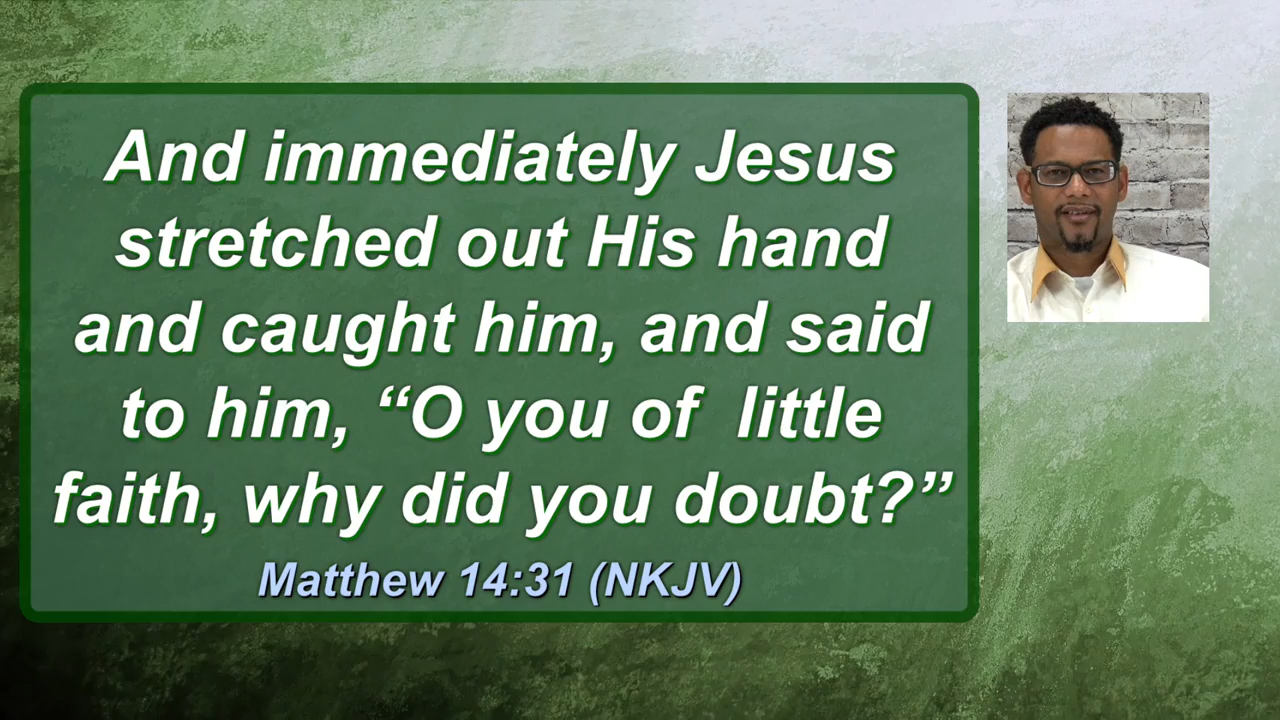 And immediately Jesus
stretched out His hand
and caught him, and said
to him, “O you of  little
faith, why did you doubt?”
Matthew 14:31 (NKJV)